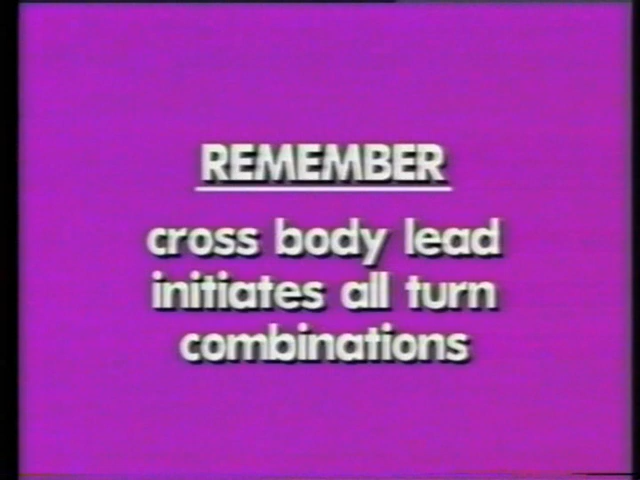 REMEMBER
cross body lead
initiates all turn
combinations